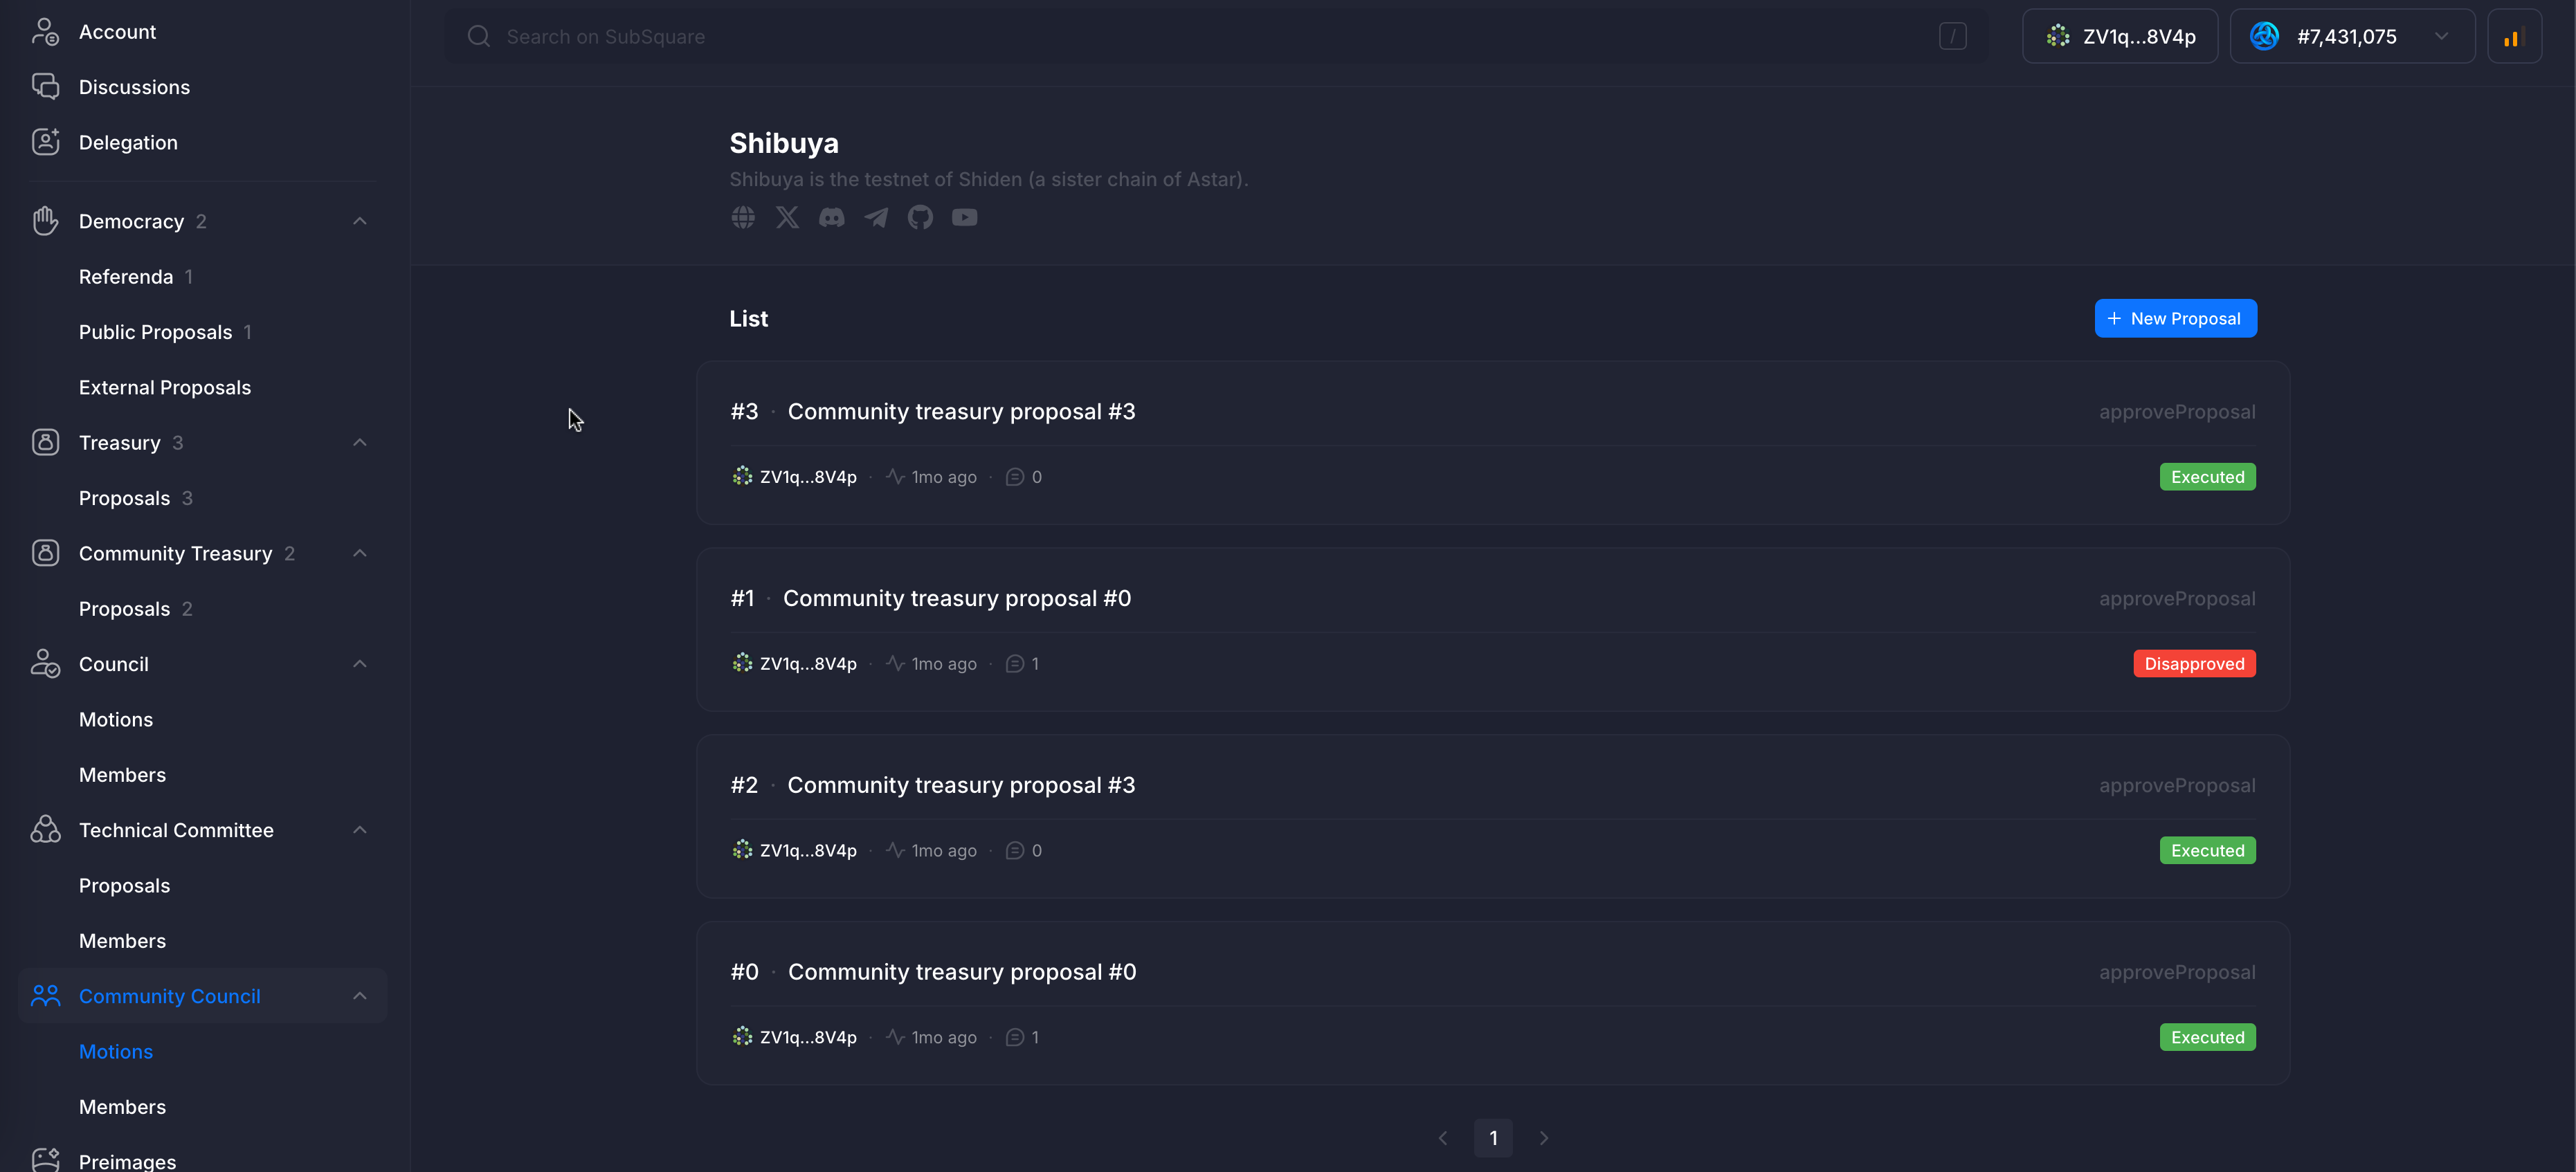 Account
Discussions
Delegation
Democracy 2
Referenda 1
Public Proposals 1
External Proposals
Treasury 3
Proposals 3
Community Treasury 2
Proposals 2
Council
Motions
Members
Technical Committee
Proposals
Members
Community Council
Motions
Members
Preimages
Search on SubSquare /
ZV1q...8V4p
#7,431,075
Shibuya
Shibuya is the testnet of Shiden (a sister chain of Astar).
List
+ New Proposal
#3 · Community treasury proposal #3 approveProposal
ZV1q...8V4p · 1mo ago · 0 Executed
#1 · Community treasury proposal #0 approveProposal
ZV1q...8V4p · 1mo ago · 1 Disapproved
#2 · Community treasury proposal #3 approveProposal
ZV1q...8V4p · 1mo ago · 0 Executed
#0 · Community treasury proposal #0 approveProposal
ZV1q...8V4p · 1mo ago · 1 Executed
1